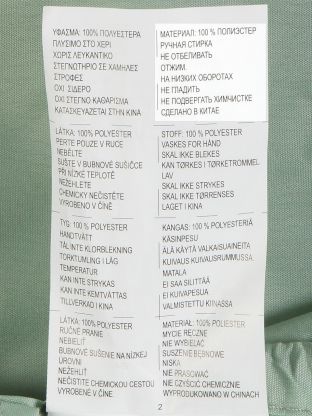 ΥΦΑΣΜΑ: 100% ΠΟΛΥΕΣΤΕΡΑ
ΠΛΥΣΙΜΟ ΣΤΟ ΧΕΡΙ
ΧΩΡΙΣ ΛΕΥΚΑΝΤΙΚΟ
ΣΤΕΓΝΩΤΗΡΙΟ ΣΕ ΧΑΜΗΛΕΣ
ΣΤΡΟΦΕΣ
ΟΧΙ ΣΙΔΕΡΟ
ΟΧΙ ΣΤΕΓΝΟ ΚΑΘΑΡΙΣΜΑ
ΚΑΤΑΣΚΕΥΑΖΕΤΑΙ ΣΤΗΝ ΚΙΝΑ
МАТЕРИАЛ: 100% ПОЛИЭСТЕР
РУЧНАЯ СТИРКА
НЕ ОТБЕЛИВАТЬ
ОТЖИМ
НА НИЗКИХ ОБОРОТАХ
НЕ ГЛАДИТЬ
НЕ ПОДВЕРГАТЬ ХИМЧИСТКЕ
СДЕЛАНО В КИТАЕ
LÁTKA: 100% POLYESTER
PERTE POUZE V RUCE
NEBĚLTE
SUŠTE V BUBNOVÉ SUŠIČCE
PŘI NÍZKÉ TEPLOTĚ
NEŽEHLETE
CHEMICKY NEČISTĚTE
VYROBENO V ČÍNĚ
STOFF: 100% POLYESTER
VASKES FOR HÅND
SKAL IKKE BLEKES
KAN TØRKES I TØRKETROMMEL
LAV
SKAL IKKE STRYKES
SKAL IKKE TØRRENSES
LAGET I KINA
TYG: 100% POLYESTER
HANDTVÄTT
TÅL INTE KLORBLEKNING
TORKTUMLING I LÅG
TEMPERATUR
KAN INTE STRYKAS
KAN INTE KEMTVÄTTAS
TILLVERKAD I KINA
KANGAS: 100% POLYESTERIÄ
KÄSINPESU
ÄLÄ KÄYTÄ VALKAISUAINEITA
KUIVAUS KUIVAUSRUMMUSSA
MATALA
EI SAA SILITTÄÄ
EI KUIVAPESUA
VALMISTETTU KIINASSA
LÁTKA: 100% POLYESTER
RUČNÉ PRANIE
NEBIELIŤ
BUBNOVÉ SUŠENIE NA NÍZKEJ
ÚROVNI
NEŽEHLIŤ
NEČISTITE CHEMICKOU CESTOU
VYROBENÉ V ČÍNE
MATERIAŁ: 100% POLIESTER
MYCIE RĘCZNE
NIE WYBIELAĆ
SUSZENIE BĘBNOWE
NISKA
NIE PRASOWAĆ
NIE CZYŚCIĆ CHEMICZNIE
WYPRODUKOWANO W CHINACH
2